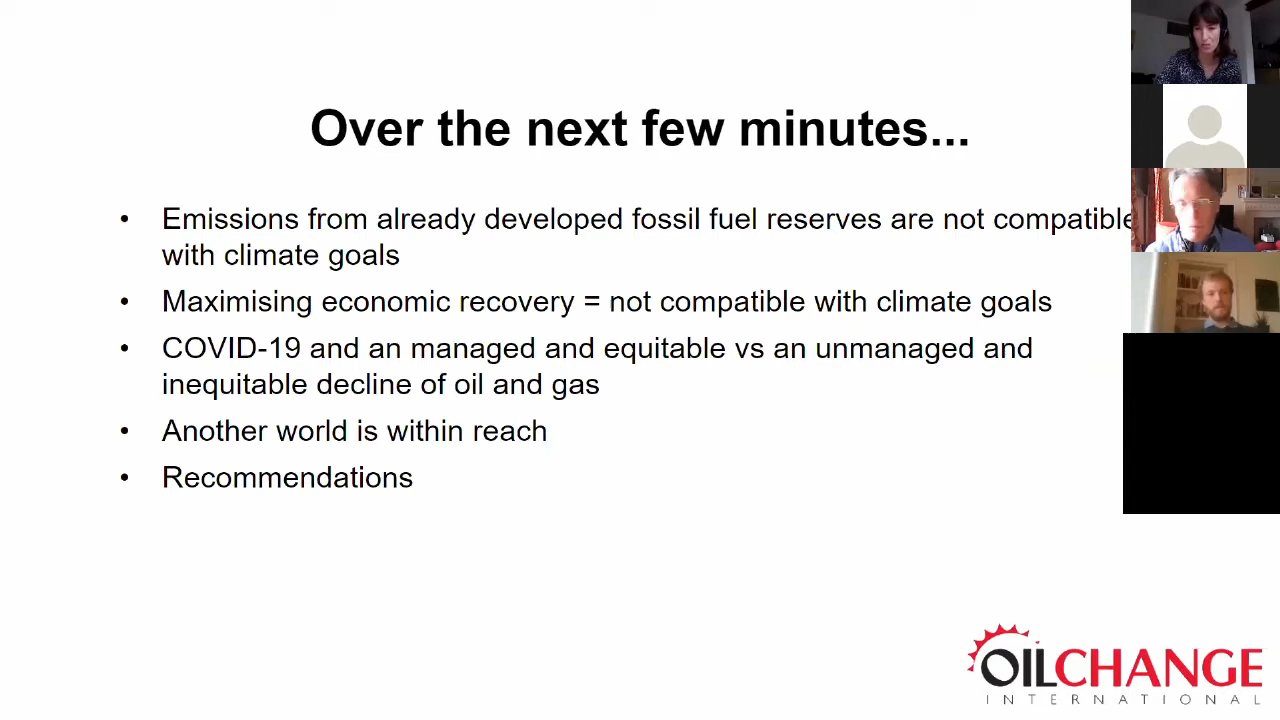 Over the next few minutes...
• Emissions from already developed fossil fuel reserves are not compatible
with climate goals
• Maximising economic recovery = not compatible with climate goals
• COVID-19 and an managed and equitable vs an unmanaged and
inequitable decline of oil and gas
• Another world is within reach
• Recommendations
OILCHANGE
INTERNATIONAL